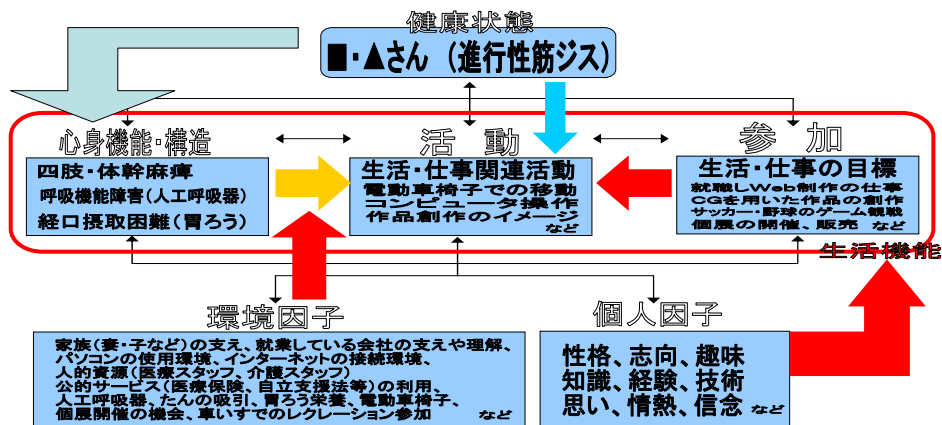 健康状態
■・▲さん (進行性筋ジス)
心身機能・構造
四肢・体幹麻痺
呼吸機能障害(人工呼吸器)
経口摂取困難(胃ろう)
活動
生活・仕事関連活動
電動車椅子での移動
コンピュータ操作
作品創作のイメージ
など
参加
生活・仕事の目標
就職しWeb制作の仕事
CGを用いた作品の創作
サッカー・野球のゲーム観戦
個展の開催、販売 など
生活機能
環境因子
家族(妻・子など)の支え、就業している会社の支えや理解、
パソコンの使用環境、インターネットの接続環境、
人的資源(医療スタッフ、介護スタッフ)
公的サービス(医療保険、自立支援法等)の利用、
人工呼吸器、たんの吸引、胃ろう栄養、電動車椅子、
個展開催の機会、車いすでのレクレーション参加 など
個人因子
性格、志向、趣味
知識、経験、技術
思い、情熱、信念 など